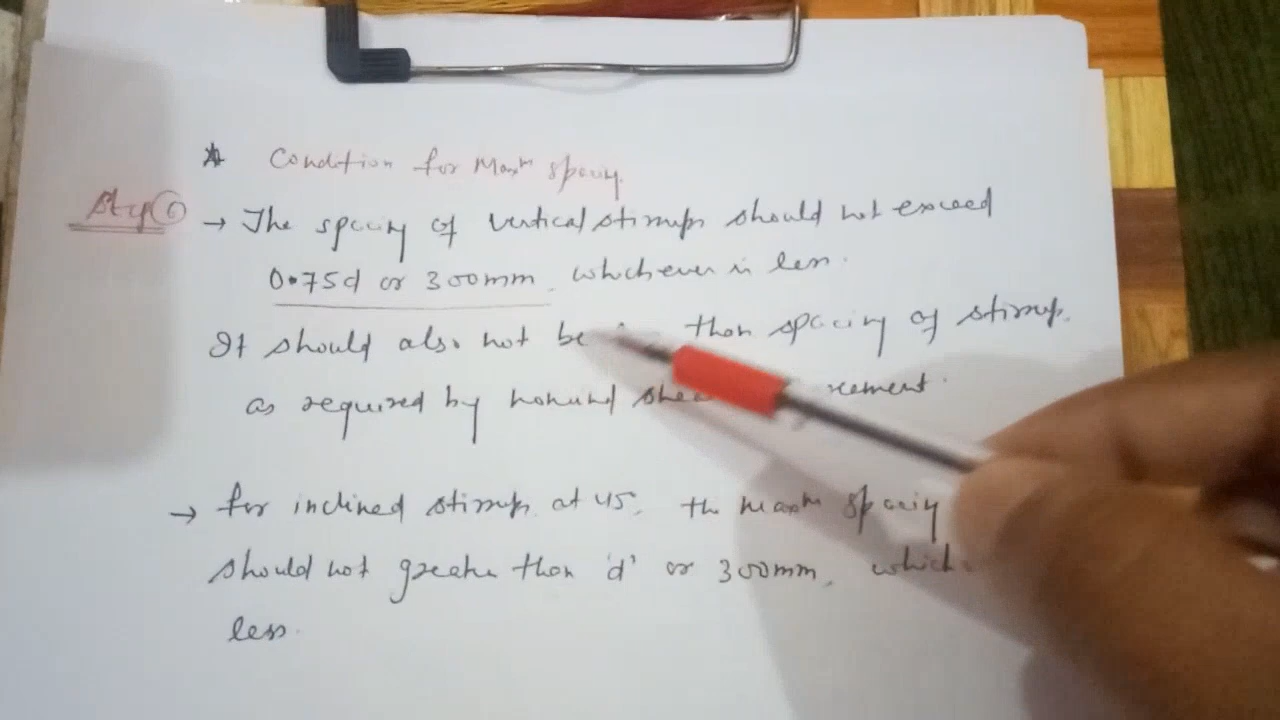 * Condition for Maxm spacing
Step 6 → The spacing of vertical stirrups should not exceed
0.75d or 300mm, whichever is less.
It should also not be than spacing of stirrup.
as required by nominal
→ for inclined stirrups at 45, the maxm spacing
should not greater than 'd' or 300mm,
less.